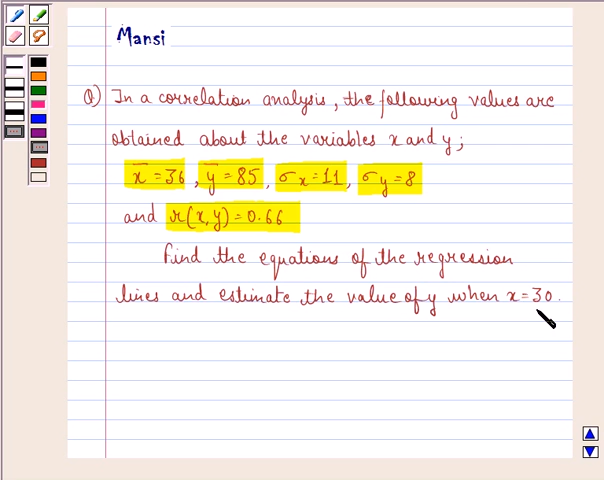 Mansi
Q) In a correlation analysis, the following values are
obtained about the variables x and y;
x̅ = 36, y̅ = 85, σx = 11, σy = 8
and r(x,y) = 0.66
Find the equations of the regression
lines and estimate the value of y when x = 30.